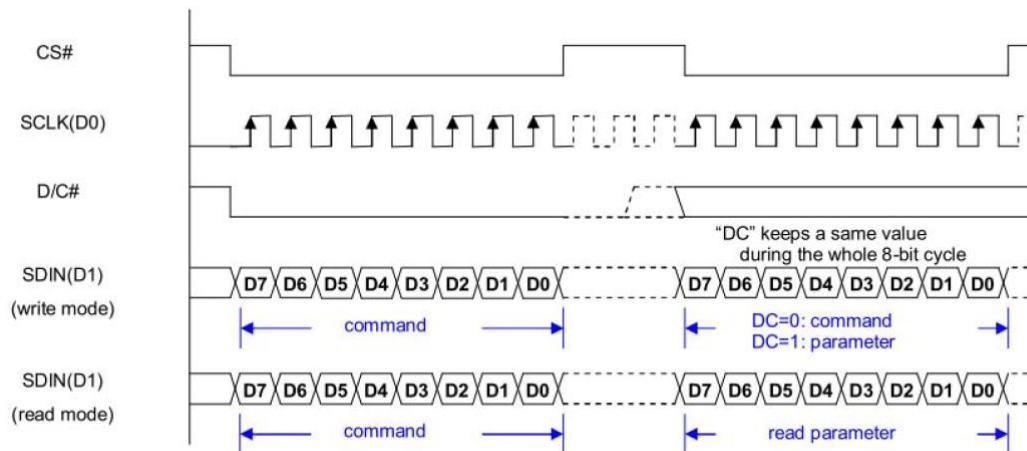 CS#
SCLK(D0)
D/C#
“DC” keeps a same value
during the whole 8-bit cycle
SDIN(D1)
(write mode)
D7 D6 D5 D4 D3 D2 D1 D0
D7 D6 D5 D4 D3 D2 D1 D0
command
DC=0: command
DC=1: parameter
SDIN(D1)
(read mode)
D7 D6 D5 D4 D3 D2 D1 D0
D7 D6 D5 D4 D3 D2 D1 D0
command
read parameter